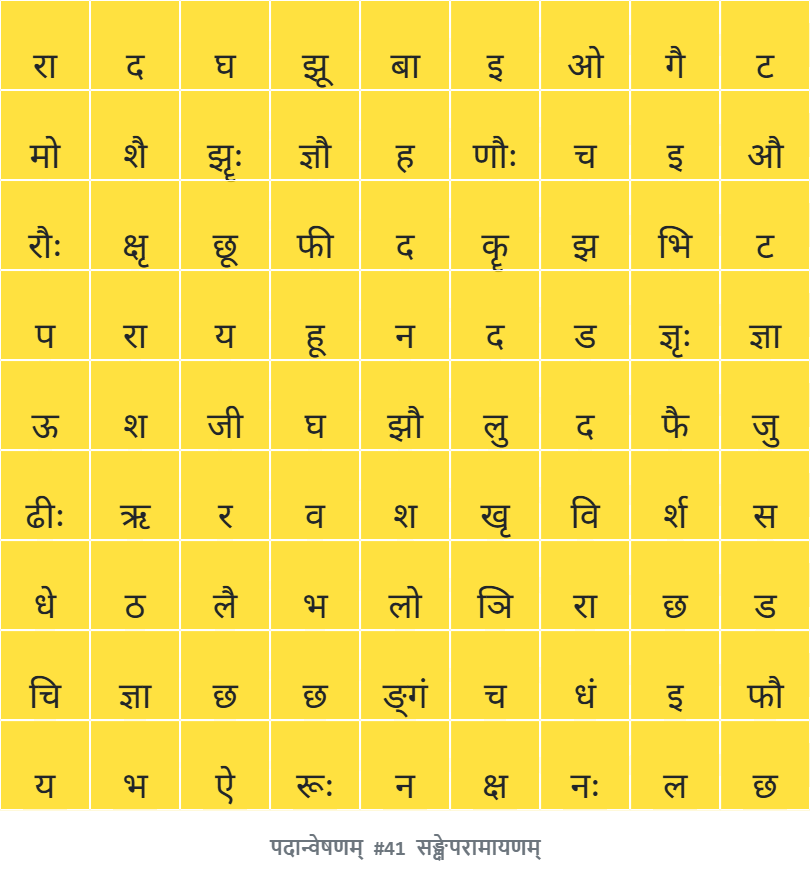 रा द घ झू बा इ ओ गै ट
मो शै झॄः ज्ञौ ह णौः च इ औ
रौः क्षृ छू फी द कॄ झ भि ट
प रा य हू न द ड ज्ञृः ज्ञा
ऊ श जी घ झौ लु द फै जु
ढीः ऋ र व श खृ वि र्श स
धे ठ लै भ लो ञि रा छ ड
चि ज्ञा छ छ ङ्गं च धं इ फौ
य भ ऐ रूः न क्ष नः ल छ
पदान्वेषणम् #41 सङ्क्षेपरामायणम्